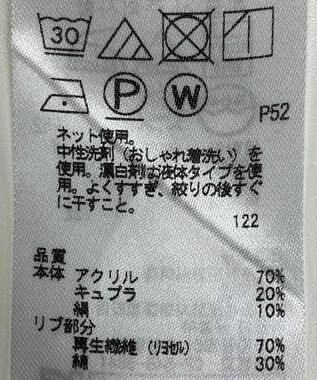 30
P W
P52
ネット使用。
中性洗剤（おしゃれ着洗い）を
使用。漂白剤は液体タイプを使
用。よくすすぎ、絞りの後すぐ
に干すこと。
122
品質
本体 アクリル 70%
キュプラ 20%
絹 10%
リブ部分
再生繊維（リヨセル） 70%
綿 30%